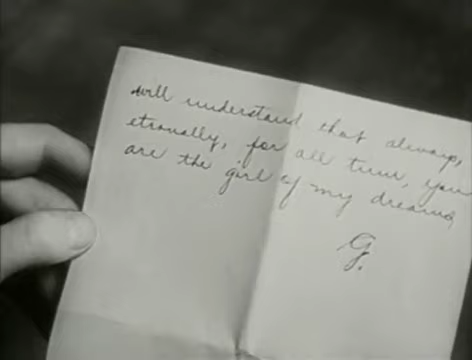 will understand that always,
eternally, for all time, you
are the girl of my dreams,
G.